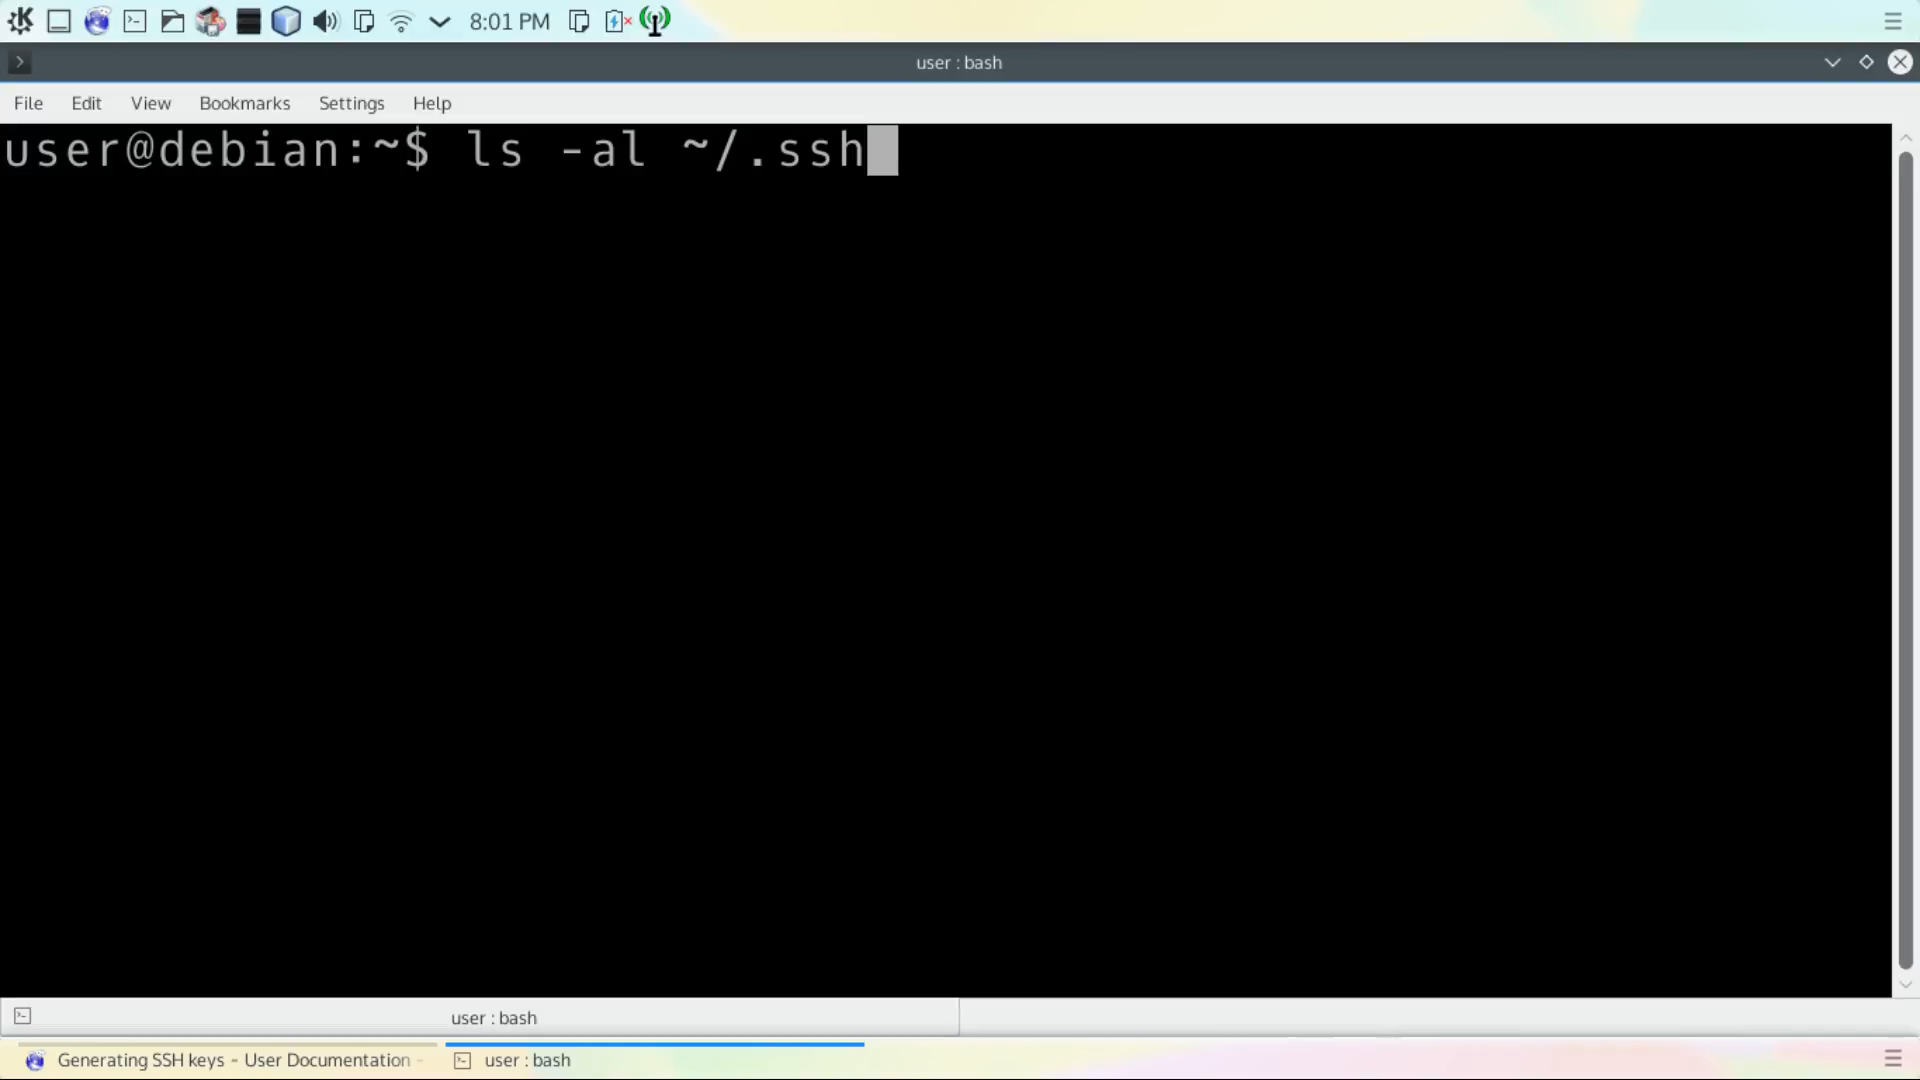 8:01 PM
user : bash
File Edit View Bookmarks Settings Help
user@debian:~$ ls -al ~/.ssh
user : bash
Generating SSH keys - User Documentation -
user : bash